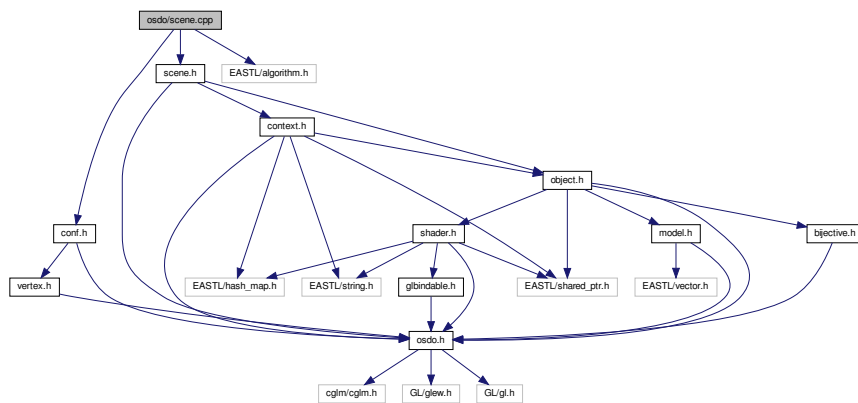 osdo/scene.cpp
scene.h
EASTL/algorithm.h
context.h
object.h
conf.h
shader.h
model.h
bijective.h
vertex.h
EASTL/hash_map.h
EASTL/string.h
glbindable.h
EASTL/shared_ptr.h
EASTL/vector.h
osdo.h
cglm/cglm.h
GL/glew.h
GL/gl.h